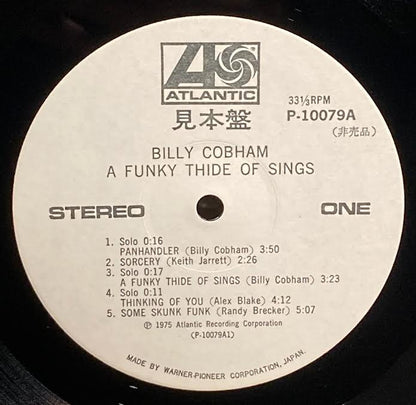 ATLANTIC
33⅓RPM
見本盤
P-10079A
(非売品)
BILLY COBHAM
A FUNKY THIDE OF SINGS
STEREO
ONE
1. Solo 0:16
PANHANDLER (Billy Cobham) 3:50
2. SORCERY (Keith Jarrett) 2:26
3. Solo 0:17
A FUNKY THIDE OF SINGS (Billy Cobham) 3:23
4. Solo 0:11
THINKING OF YOU (Alex Blake) 4:12
5. SOME SKUNK FUNK (Randy Brecker) 5:07
Ⓟ 1975 Atlantic Recording Corporation
(P-10079A1)
MADE BY WARNER-PIONEER CORPORATION, JAPAN.